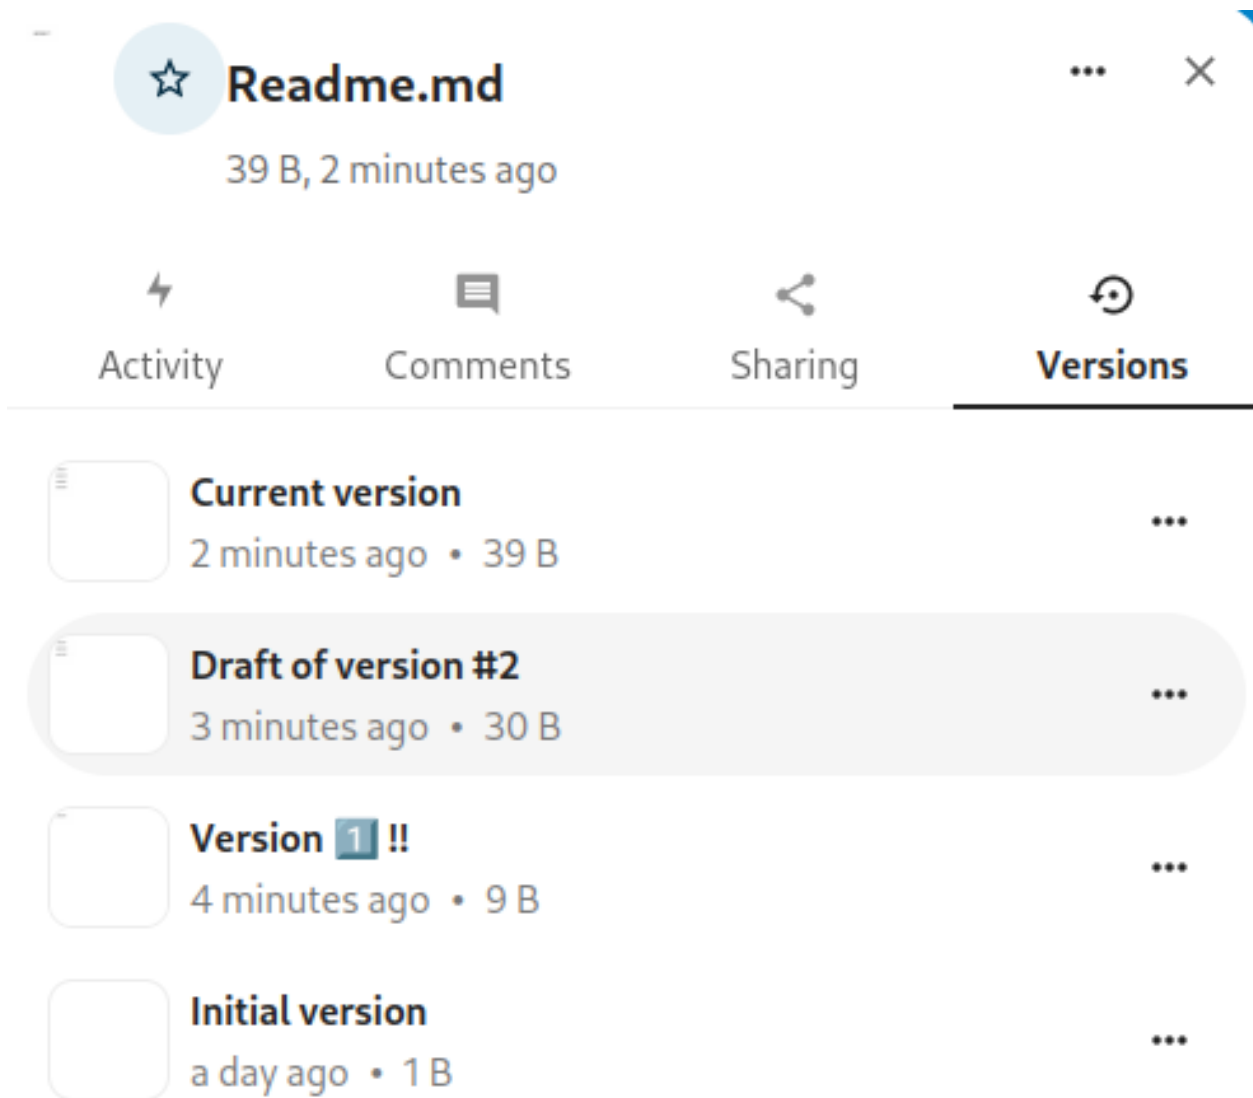 Readme.md
39 B, 2 minutes ago
Activity
Comments
Sharing
Versions
Current version
2 minutes ago • 39 B
Draft of version #2
3 minutes ago • 30 B
Version 1️⃣ !!
4 minutes ago • 9 B
Initial version
a day ago • 1 B